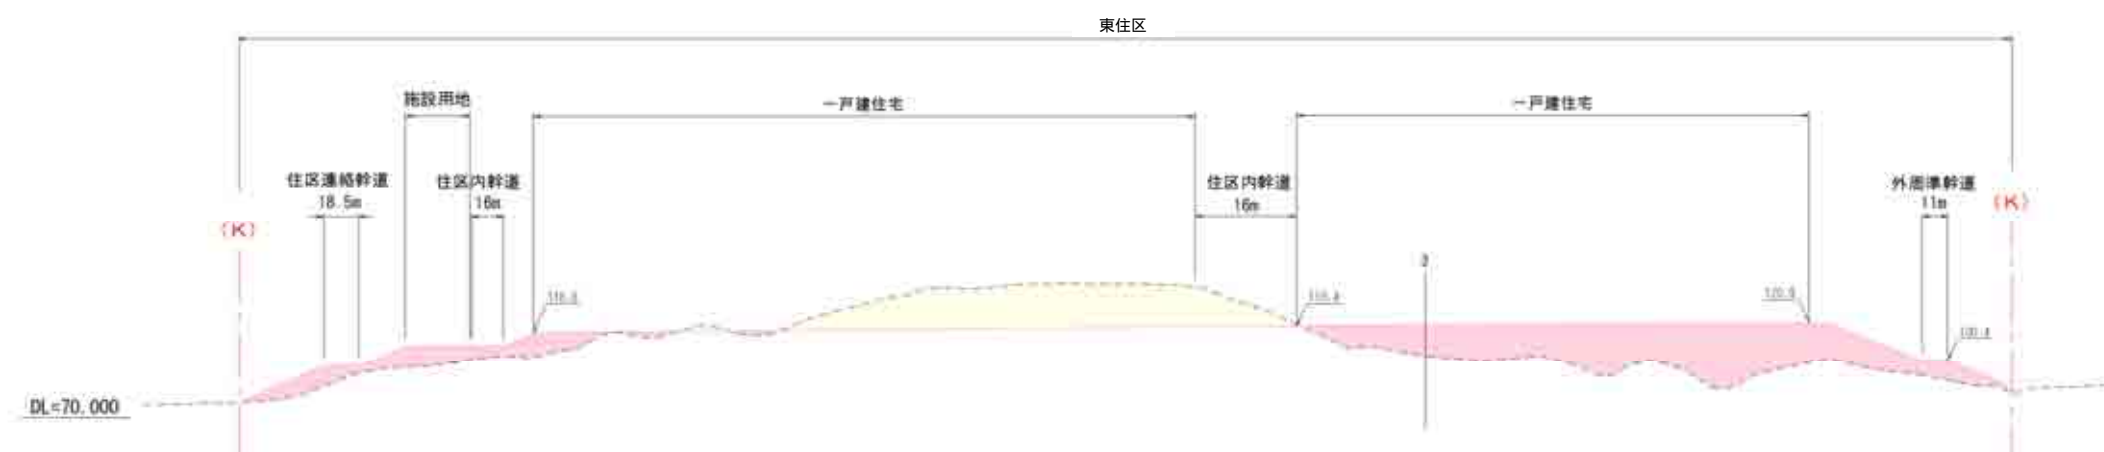 東住区
施設用地
一戸建住宅
一戸建住宅
住区連絡幹道
18.5m
住区内幹道
16m
住区内幹道
16m
外周準幹道
11m
(K)
(K)
DL=70.000